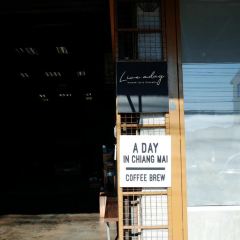 Live a day
A DAY
IN CHIANG MAI
COFFEE BREW